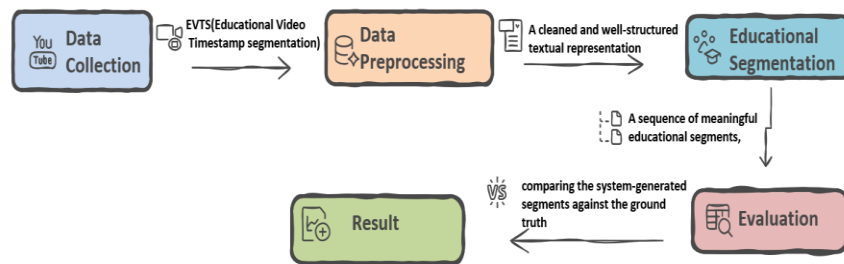 You
Tube
Data
Collection
EVTS(Educational Video
Timestamp segmentation)
Data
Preprocessing
A cleaned and well-structured
textual representation
Educational
Segmentation
A sequence of meaningful
educational segments,
Evaluation
VS
comparing the system-generated
segments against the ground
truth
Result